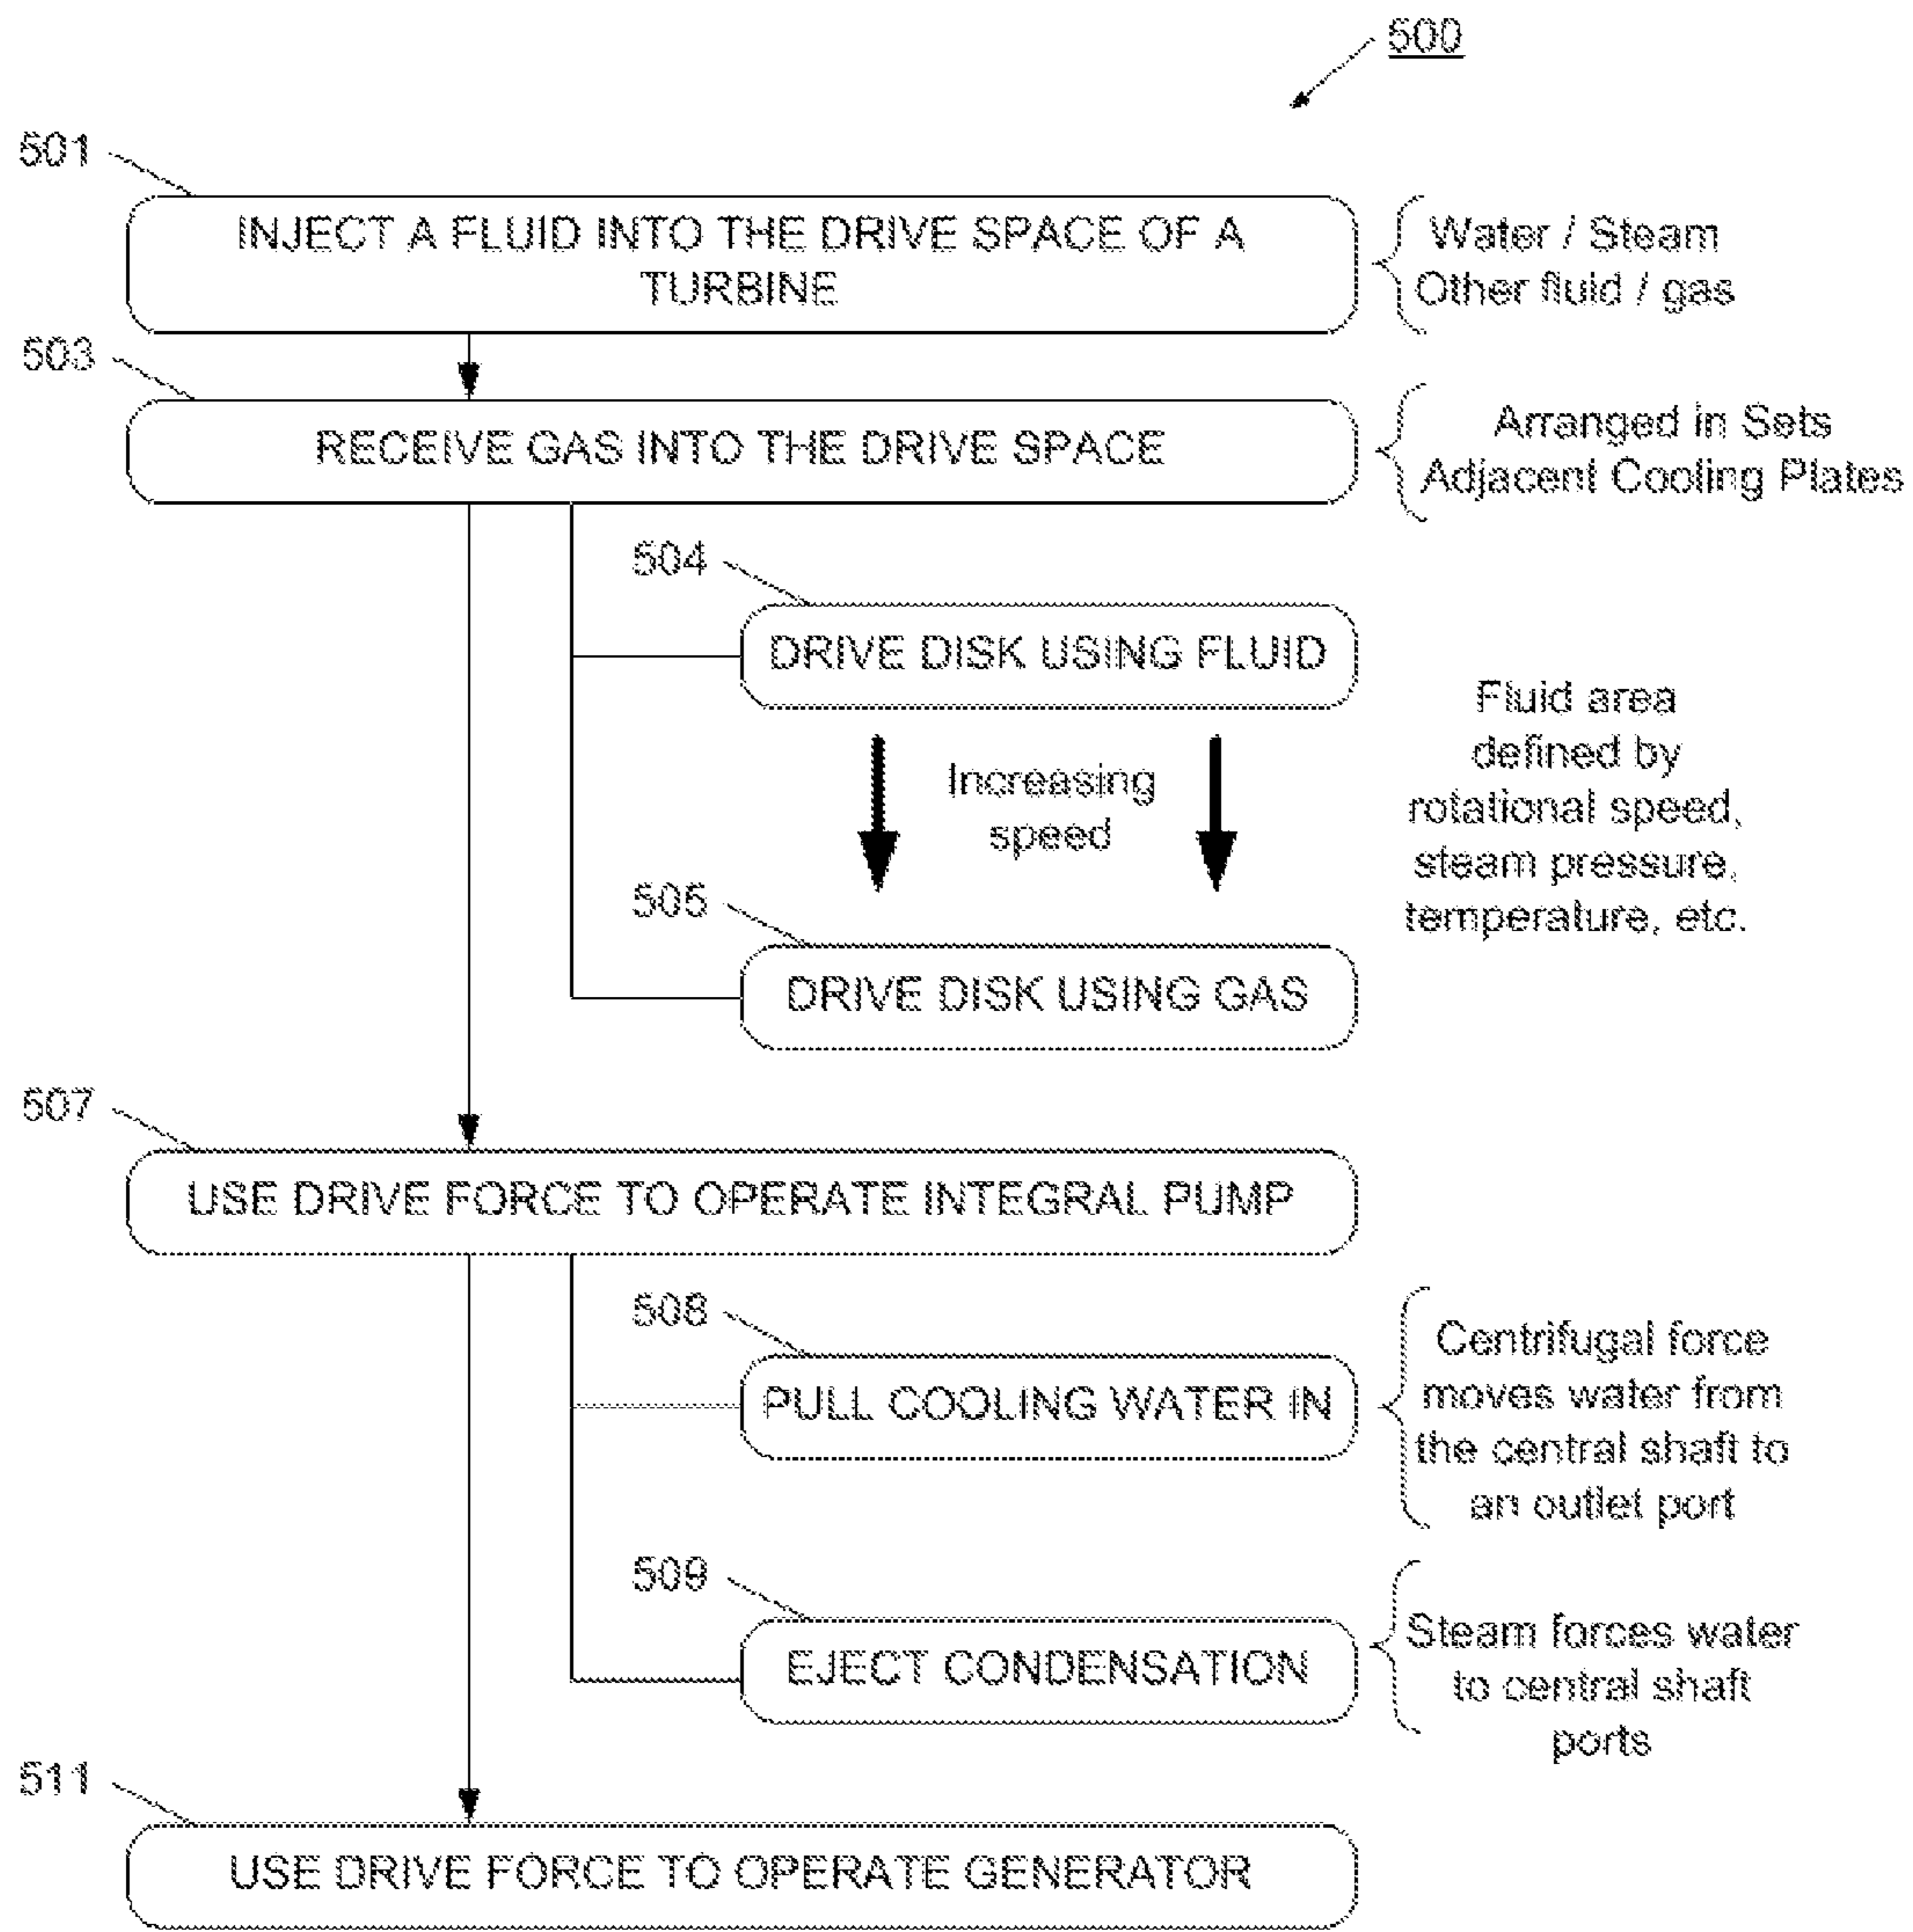 500
501
INJECT A FLUID INTO THE DRIVE SPACE OF A
TURBINE
Water / Steam
Other fluid / gas
503
RECEIVE GAS INTO THE DRIVE SPACE
Arranged in Sets
Adjacent Cooling Plates
504
DRIVE DISK USING FLUID
Increasing
speed
Fluid area
defined by
rotational speed,
steam pressure,
temperature, etc.
505
DRIVE DISK USING GAS
507
USE DRIVE FORCE TO OPERATE INTEGRAL PUMP
508
PULL COOLING WATER IN
Centrifugal force
moves water from
the central shaft to
an outlet port
509
EJECT CONDENSATION
Steam forces water
to central shaft
ports
511
USE DRIVE FORCE TO OPERATE GENERATOR